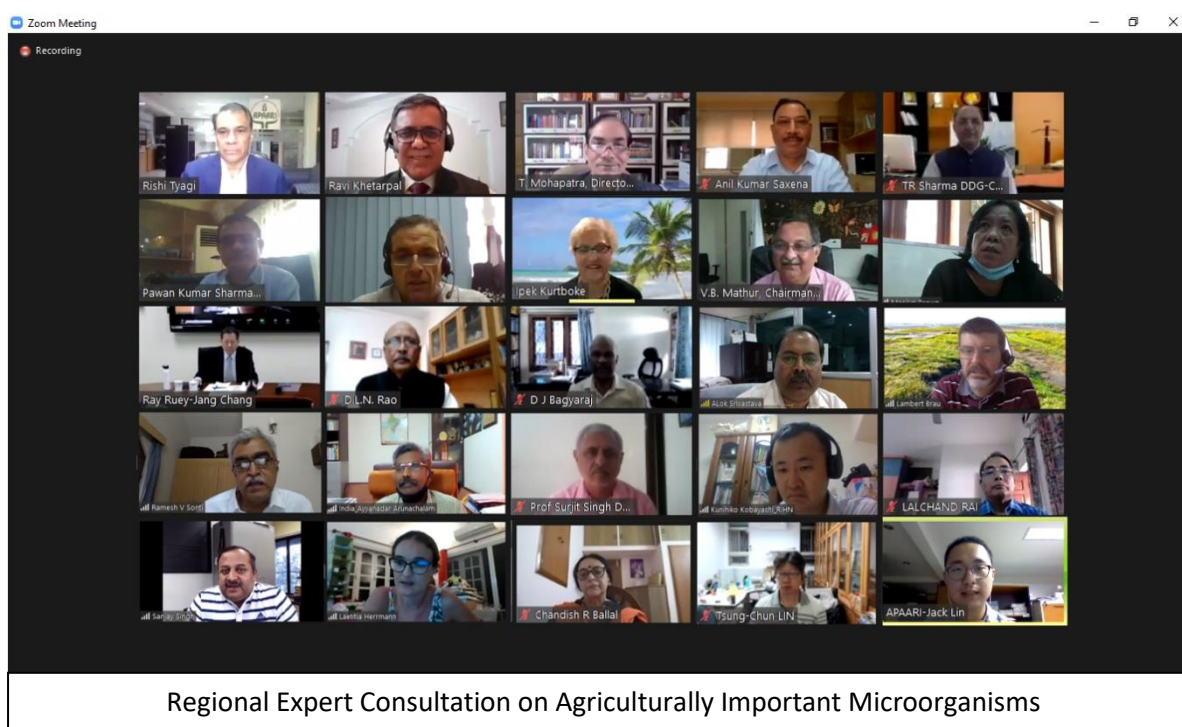 Zoom Meeting
Recording
APAARI
Rishi Tyagi
Ravi Khetarpal
T. Mohapatra, Directo...
Anil Kumar Saxena
TR Sharma DDG-C...
Pawan Kumar Sharma...
Ipek Kurtboke
V.B. Mathur, Chairman...
Ray Ruey-Jang Chang
D.L.N. Rao
D J Bagyaraj
ALok Srivastava
Lambert Brau
Ramesh V Sonti
India_Ayyanadar Arunachalam
Prof Surjit Singh D...
Kunihiko Kobayashi_RIHN
LALCHAND RAI
Sanjay Singh
Laetitia Herrmann
Chandish R Ballal
Tsung-Chun LIN
APAARI-Jack Lin
Regional Expert Consultation on Agriculturally Important Microorganisms